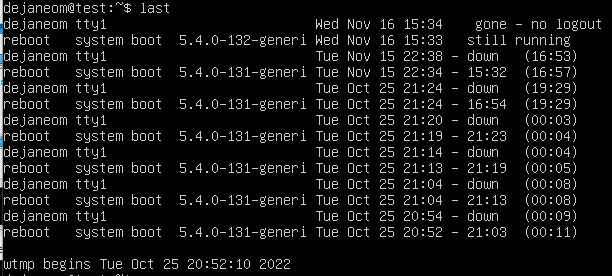 dejaneom@test:~$ last
dejaneom tty1                         Wed Nov 16 15:34   gone - no logout
reboot   system boot  5.4.0-132-generi Wed Nov 16 15:33   still running
dejaneom tty1                         Tue Nov 15 22:38 - down   (16:53)
reboot   system boot  5.4.0-131-generi Tue Nov 15 22:34 - 15:32  (16:57)
dejaneom tty1                         Tue Oct 25 21:24 - down   (19:29)
reboot   system boot  5.4.0-131-generi Tue Oct 25 21:24 - 16:54  (19:29)
dejaneom tty1                         Tue Oct 25 21:20 - down   (00:03)
reboot   system boot  5.4.0-131-generi Tue Oct 25 21:19 - 21:23  (00:04)
dejaneom tty1                         Tue Oct 25 21:14 - down   (00:04)
reboot   system boot  5.4.0-131-generi Tue Oct 25 21:13 - 21:19  (00:05)
dejaneom tty1                         Tue Oct 25 21:04 - down   (00:08)
reboot   system boot  5.4.0-131-generi Tue Oct 25 21:04 - 21:13  (00:08)
dejaneom tty1                         Tue Oct 25 20:54 - down   (00:09)
reboot   system boot  5.4.0-131-generi Tue Oct 25 20:52 - 21:03  (00:11)
wtmp begins Tue Oct 25 20:52:10 2022